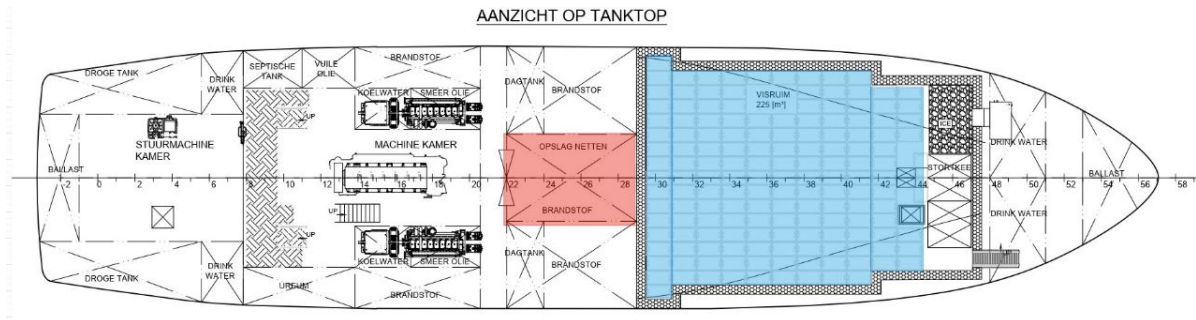 AANZICHT OP TANKTOP
DROGE TANK
DRINK
WATER
SEPTISCHE
TANK
VUILE
OLIE
BRANDSTOF
KOELWATER
SMEER OLIE
DAGTANK
BRANDSTOF
VISRUIM
225 [m³]
UP
STUURMACHINE
KAMER
MACHINE KAMER
OPSLAG NETTEN
ICE
DRINK WATER
BALLAST
STORTKEE
BALLAST
-2 0 2 4 6 8 10 12 14 16 18 20 22 24 26 28 30 32 34 36 38 40 42 44 46 48 50 52 54 56 58
UP
BRANDSTOF
DRINK WATER
UP
DROGE TANK
DRINK
WATER
UREUM
KOELWATER
SMEER OLIE
BRANDSTOF
DAGTANK
BRANDSTOF